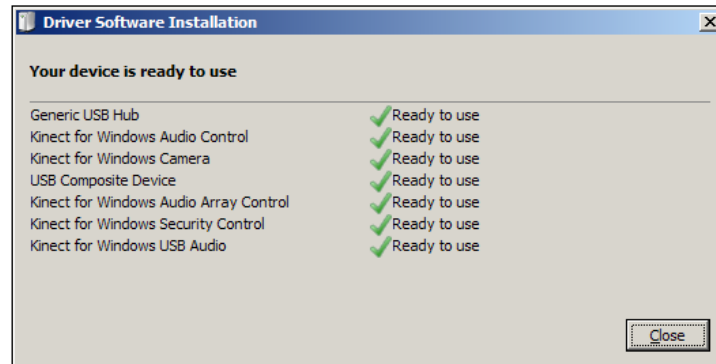 Driver Software Installation
Your device is ready to use
Generic USB Hub Ready to use
Kinect for Windows Audio Control Ready to use
Kinect for Windows Camera Ready to use
USB Composite Device Ready to use
Kinect for Windows Audio Array Control Ready to use
Kinect for Windows Security Control Ready to use
Kinect for Windows USB Audio Ready to use
Close